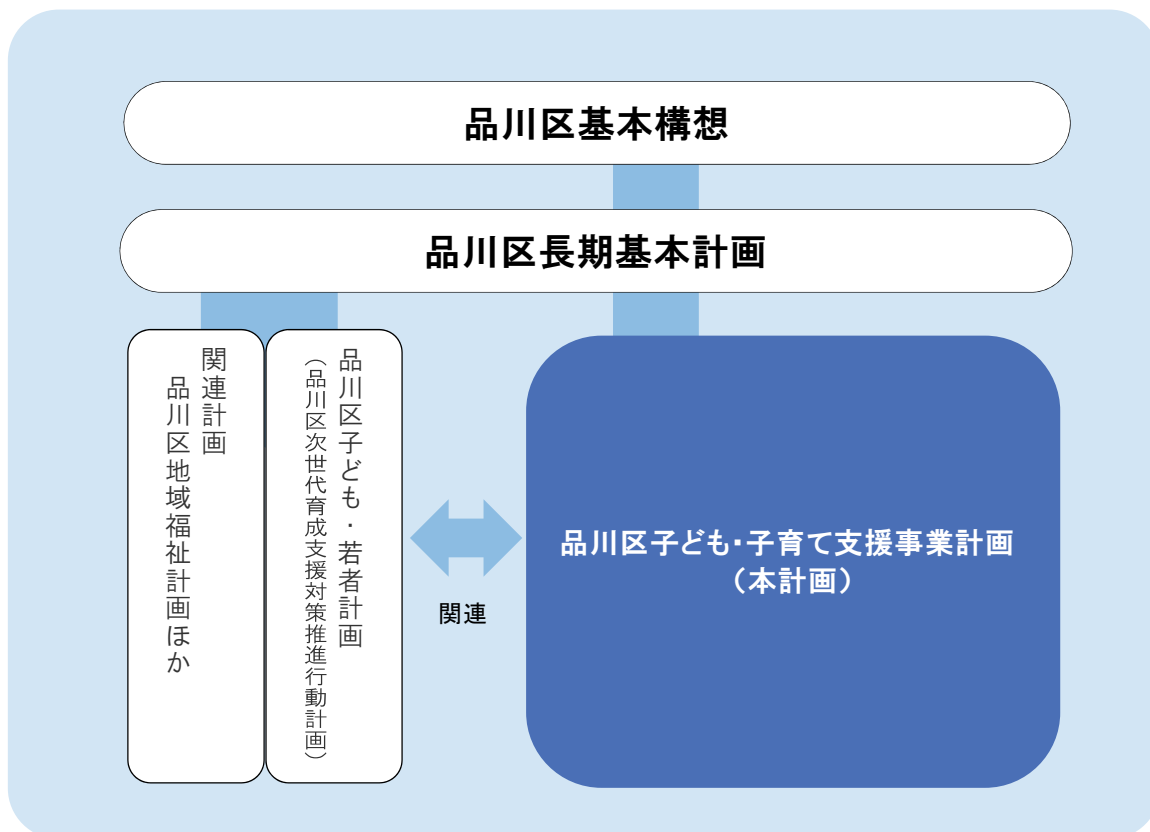 品川区基本構想
品川区長期基本計画
関連計画
品川区地域福祉計画ほか
品川区子ども・若者計画
（品川区次世代育成支援対策推進行動計画）
関連
品川区子ども・子育て支援事業計画
（本計画）